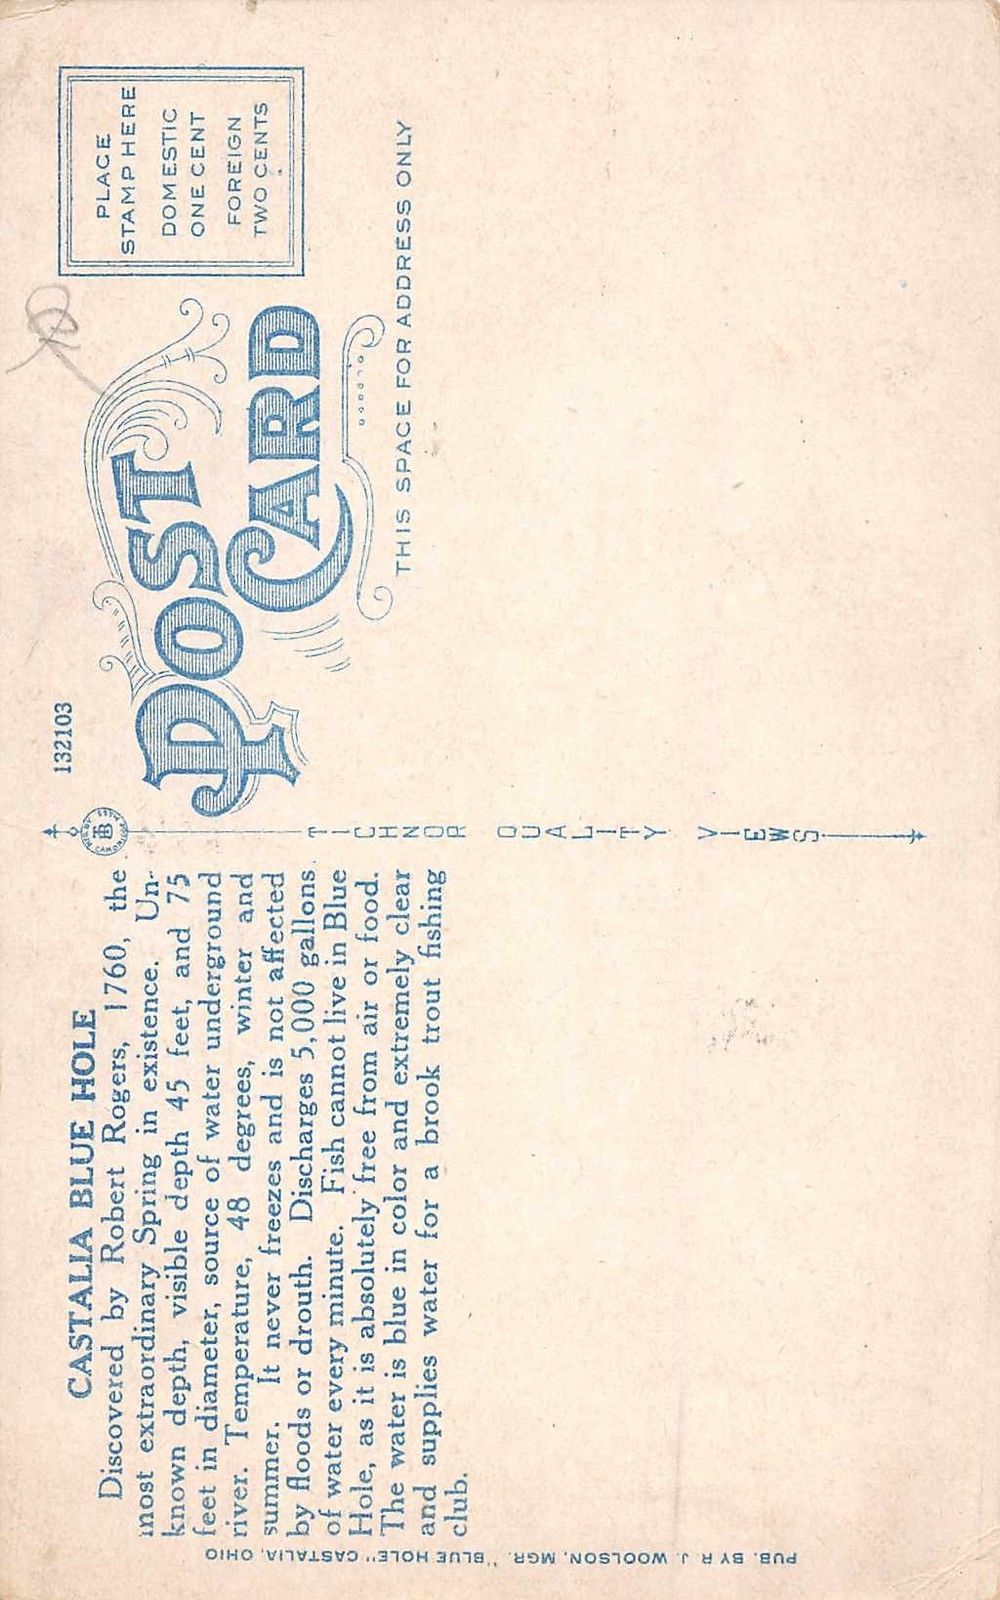 CASTALIA BLUE HOLE
Discovered by Robert Rogers, 1760, the
most extraordinary Spring in existence. Un-
known depth, visible depth 45 feet, and 75
feet in diameter, source of water underground
river. Temperature, 48 degrees, winter and
summer. It never freezes and is not affected
by floods or drouth. Discharges 5,000 gallons
of water every minute. Fish cannot live in Blue
Hole, as it is absolutely free from air or food.
The water is blue in color and extremely clear
and supplies water for a brook trout fishing
club.
PUB. BY R. J. WOOLSON, MGR. "BLUE HOLE" CASTALIA, OHIO
TICHNOR QUALITY VIEWS
132103
POST
CARD
THIS SPACE FOR ADDRESS ONLY
PLACE
STAMP HERE
DOMESTIC
ONE CENT
FOREIGN
TWO CENTS